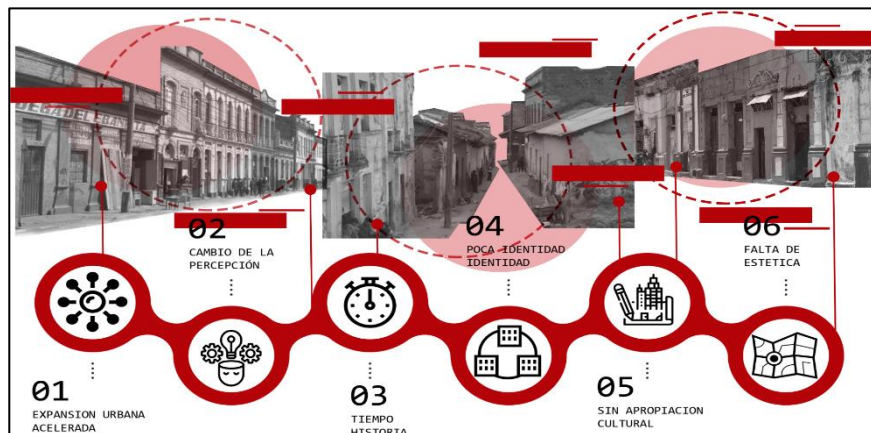 02
CAMBIO DE LA
PERCEPCIÓN
04
POCA IDENTIDAD
IDENTIDAD
06
FALTA DE
ESTETICA
01
EXPANSION URBANA
ACELERADA
03
TIEMPO
HISTORIA
05
SIN APROPIACION
CULTURAL